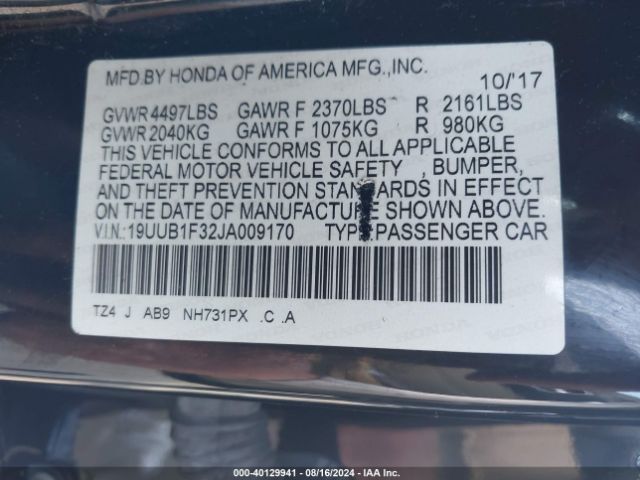 MFD.BY HONDA OF AMERICA MFG.,INC.
10/'17
GVWR 4497LBS GAWR F 2370LBS R 2161LBS
GVWR 2040KG GAWR F 1075KG R 980KG
THIS VEHICLE CONFORMS TO ALL APPLICABLE
FEDERAL MOTOR VEHICLE SAFETY , BUMPER,
AND THEFT PREVENTION STANDARDS IN EFFECT
ON THE DATE OF MANUFACTURE SHOWN ABOVE.
V.I.N.:19UUB1F32JA009170 TYPE:PASSENGER CAR
TZ4 J AB9 NH731PX .C .A
000-40129941 - 08/16/2024 - IAA Inc.